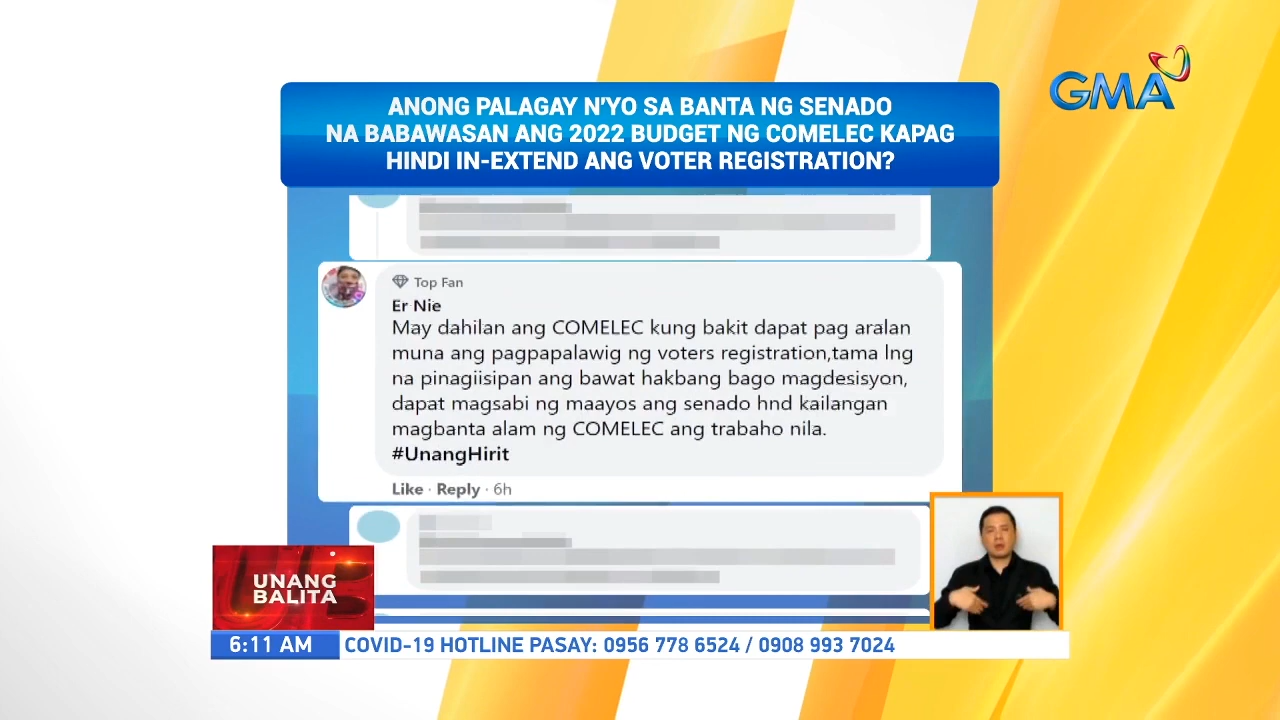 GMA
ANONG PALAGAY N'YO SA BANTA NG SENADO
NA BABAWASAN ANG 2022 BUDGET NG COMELEC KAPAG
HINDI IN-EXTEND ANG VOTER REGISTRATION?
Top Fan
Er Nie
May dahilan ang COMELEC kung bakit dapat pag aralan
muna ang pagpapalawig ng voters registration,tama lng
na pinagiisipan ang bawat hakbang bago magdesisyon,
dapat magsabi ng maayos ang senado hnd kailangan
magbanta alam ng COMELEC ang trabaho nila.
#UnangHirit
Like · Reply · 6h
UNANG
BALITA
6:11 AM COVID-19 HOTLINE PASAY: 0956 778 6524 / 0908 993 7024